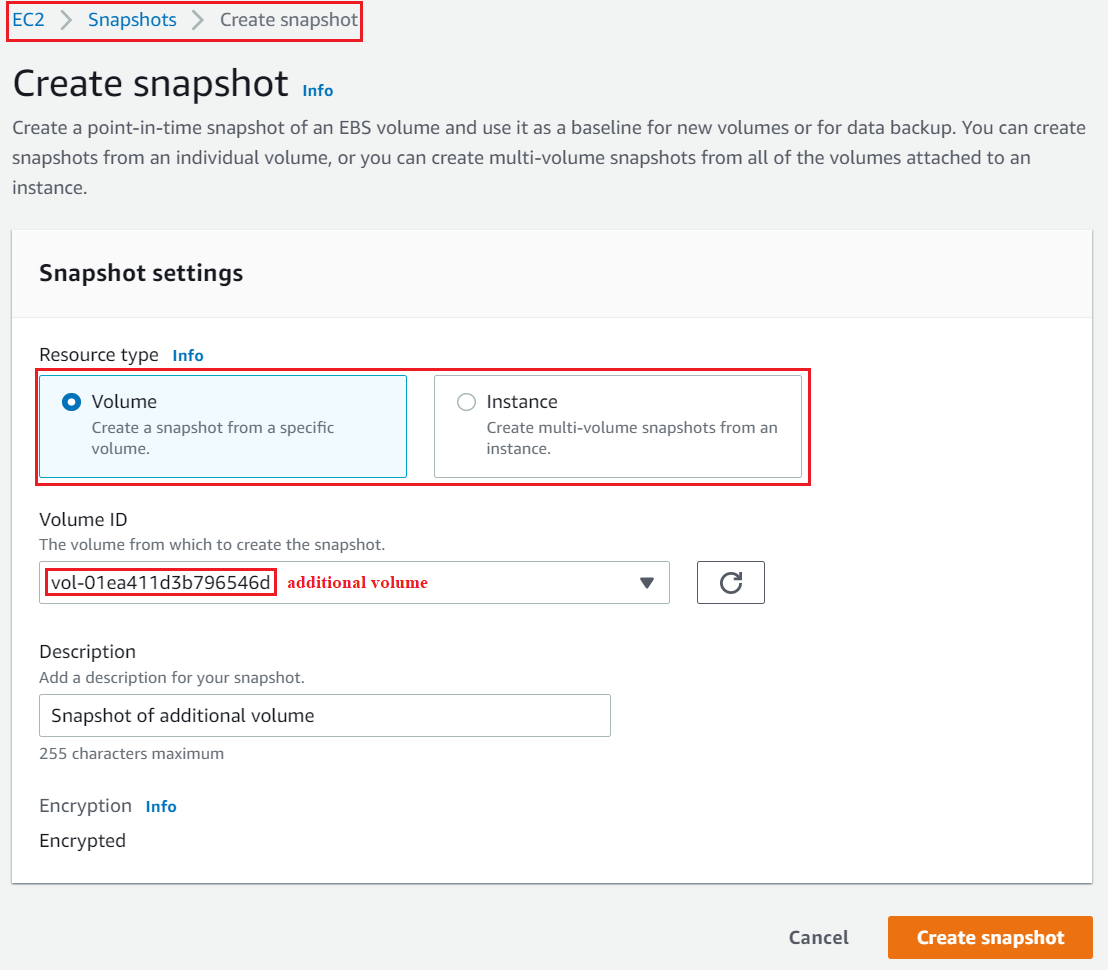 EC2 > Snapshots > Create snapshot
Create snapshot Info
Create a point-in-time snapshot of an EBS volume and use it as a baseline for new volumes or for data backup. You can create
snapshots from an individual volume, or you can create multi-volume snapshots from all of the volumes attached to an
instance.
Snapshot settings
Resource type Info
Volume
Create a snapshot from a specific
volume.
Instance
Create multi-volume snapshots from an
instance.
Volume ID
The volume from which to create the snapshot.
vol-01ea411d3b796546d additional volume
Description
Add a description for your snapshot.
Snapshot of additional volume
255 characters maximum
Encryption Info
Encrypted
Cancel Create snapshot